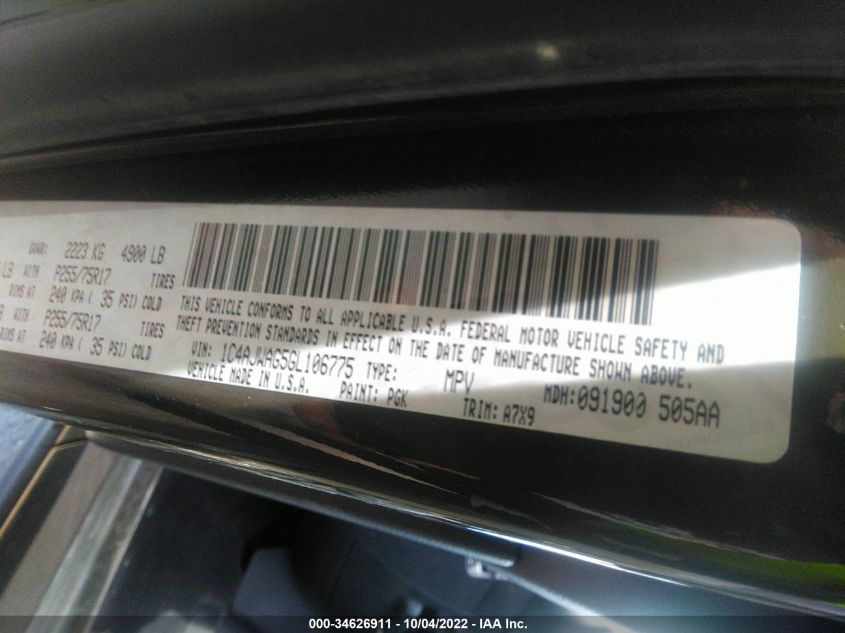 GAWR: 2223 KG 4900 LB
LB WITH P255/75R17 TIRES
RIMS AT 240 KPA ( 35 PSI) COLD
WITH P255/75R17 TIRES
RIMS AT 240 KPA ( 35 PSI) COLD
THIS VEHICLE CONFORMS TO ALL APPLICABLE U.S.A. FEDERAL MOTOR VEHICLE SAFETY AND
THEFT PREVENTION STANDARDS IN EFFECT ON THE DATE OF MANUFACTURE SHOWN ABOVE.
VIN: 1C4AJWAG5GL106775 TYPE: MPV MDH:091900 505AA
VEHICLE MADE IN U.S.A. PAINT: PGK TRIM: A7X9
000-34626911 - 10/04/2022 - IAA Inc.